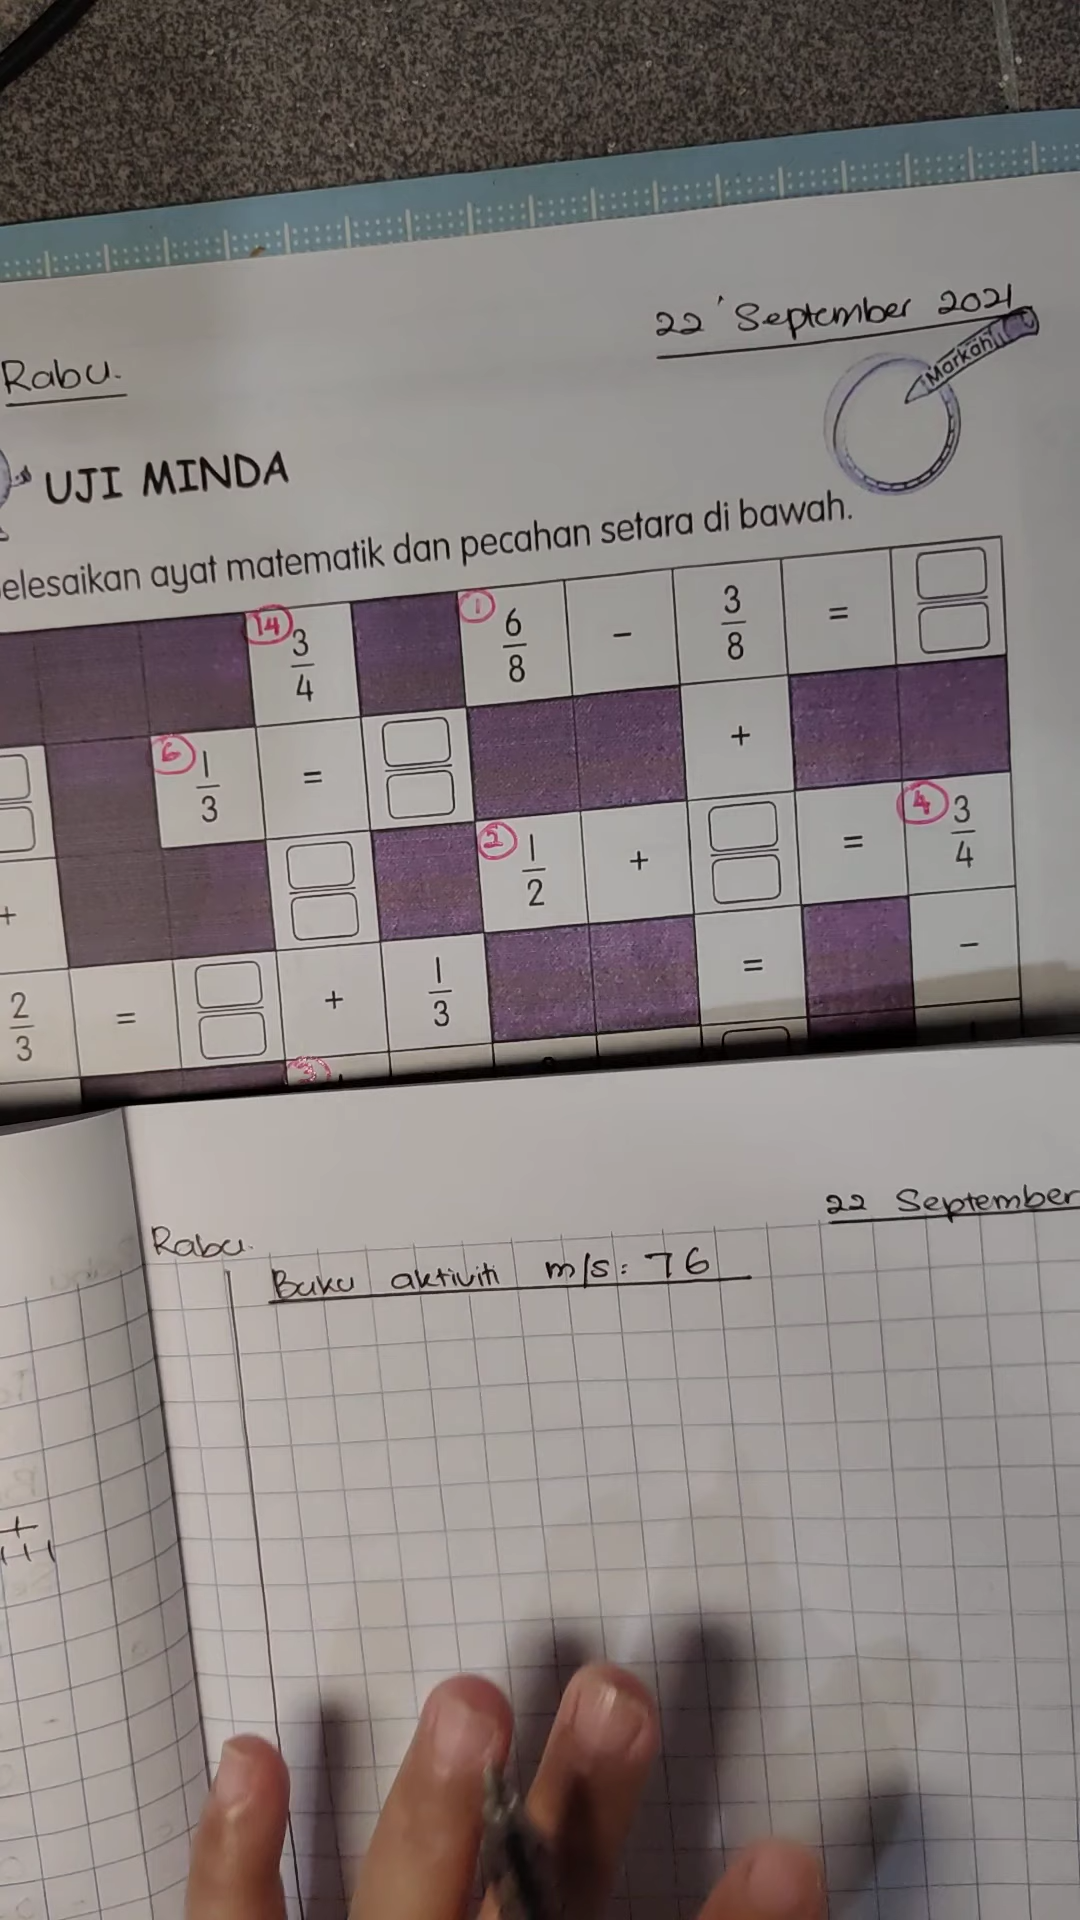 22 September 2021
Rabu.
Markah
UJI MINDA
elesaikan ayat matematik dan pecahan setara di bawah.
14 3/4 1 6/8 - 3/8 =
6 1/3 = +
2 1/2 + = 4 3/4
+
2/3 = + 1/3 = -
3
22 September
Rabu.
Buku aktiviti m/s: 76